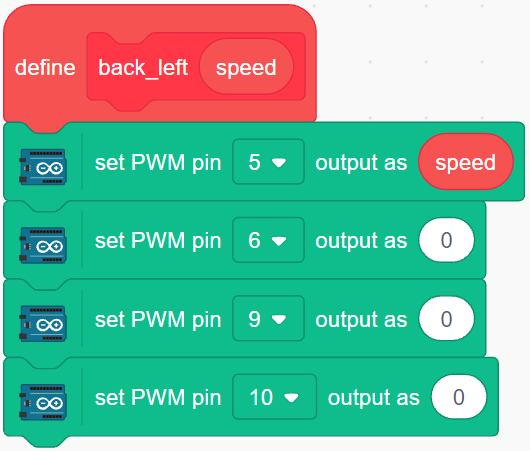 define back_left speed
set PWM pin 5 output as speed
set PWM pin 6 output as 0
set PWM pin 9 output as 0
set PWM pin 10 output as 0